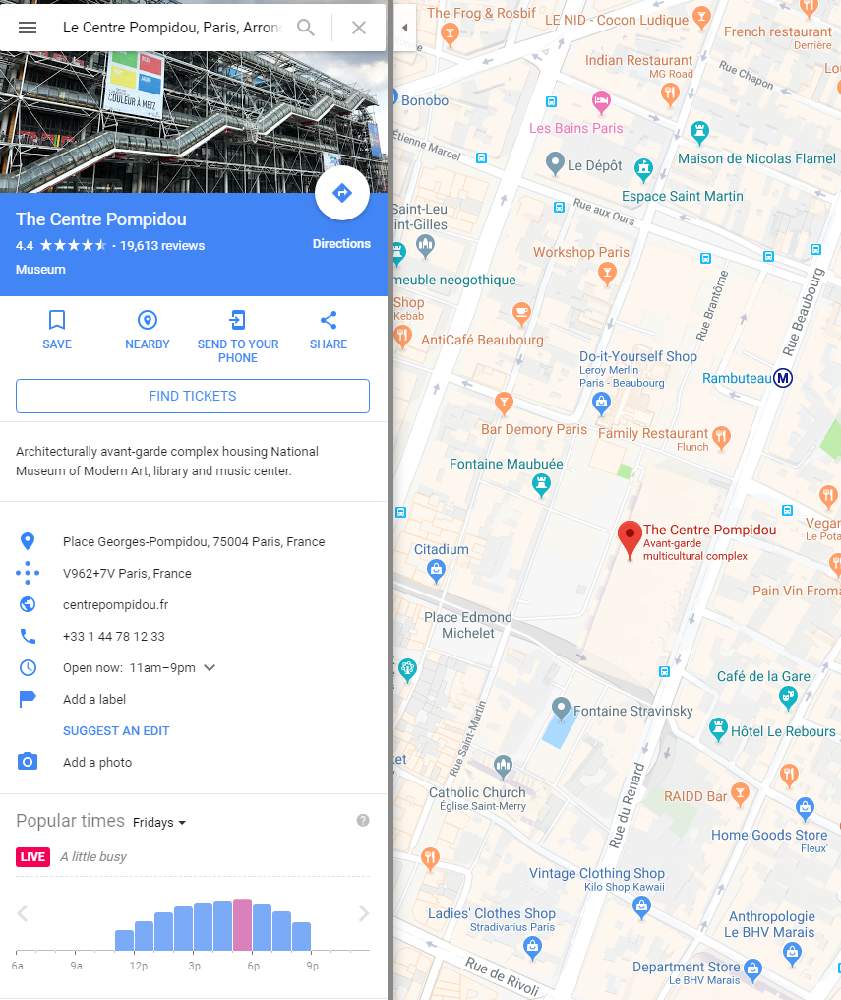 Le Centre Pompidou, Paris, Arrond
COULEUR À METZ
The Centre Pompidou
4.4 ★★★★★ · 19,613 reviews
Museum
Directions
SAVE
NEARBY
SEND TO YOUR
PHONE
SHARE
FIND TICKETS
Architecturally avant-garde complex housing National
Museum of Modern Art, library and music center.
Place Georges-Pompidou, 75004 Paris, France
V962+7V Paris, France
centrepompidou.fr
+33 1 44 78 12 33
Open now: 11am–9pm
Add a label
SUGGEST AN EDIT
Add a photo
Popular times Fridays
?
LIVE A little busy
6a 9a 12p 3p 6p 9p
The Frog & Rosbif
LE NID - Cocon Ludique
French restaurant
Derrière
Indian Restaurant
MG Road
Rue Chapon
Bonobo
Les Bains Paris
Étienne Marcel
Maison de Nicolas Flamel
Le Dépôt
Espace Saint Martin
Saint-Leu
int-Gilles
Rue aux Ours
Workshop Paris
meuble neogothique
Rue Brantôme
Rue Beaubourg
Shop
Kebab
AntiCafé Beaubourg
Do-it-Yourself Shop
Leroy Merlin
Paris - Beaubourg
Rambuteau
M
Bar Demory Paris
Family Restaurant
Flunch
Fontaine Maubuée
The Centre Pompidou
Avant-garde
multicultural complex
Vegan
Le Pota
Citadium
Pain Vin Froma
Place Edmond
Michelet
Café de la Gare
Fontaine Stravinsky
Hôtel Le Rebours
Rue Saint-Martin
ket
Catholic Church
Église Saint-Merry
Rue du Renard
RAIDD Bar
Home Goods Store
Fleux'
Vintage Clothing Shop
Kilo Shop Kawaii
Ladies' Clothes Shop
Stradivarius Paris
Anthropologie
Le BHV Marais
Department Store
Le BHV Marais
Rue de Rivoli